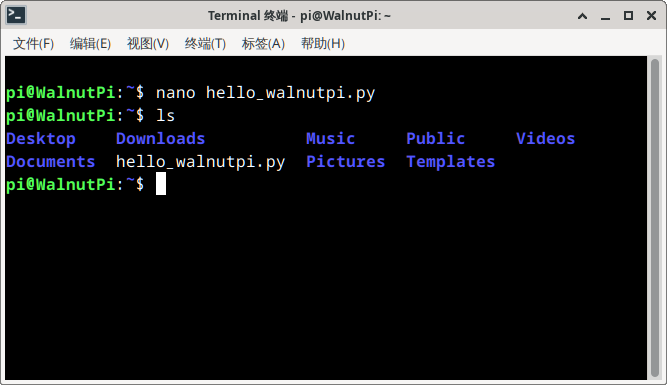 Terminal 终端 - pi@WalnutPi: ~
文件(F) 编辑(E) 视图(V) 终端(T) 标签(A) 帮助(H)
pi@WalnutPi:~$ nano hello_walnutpi.py
pi@WalnutPi:~$ ls
Desktop Downloads Music Public Videos
Documents hello_walnutpi.py Pictures Templates
pi@WalnutPi:~$